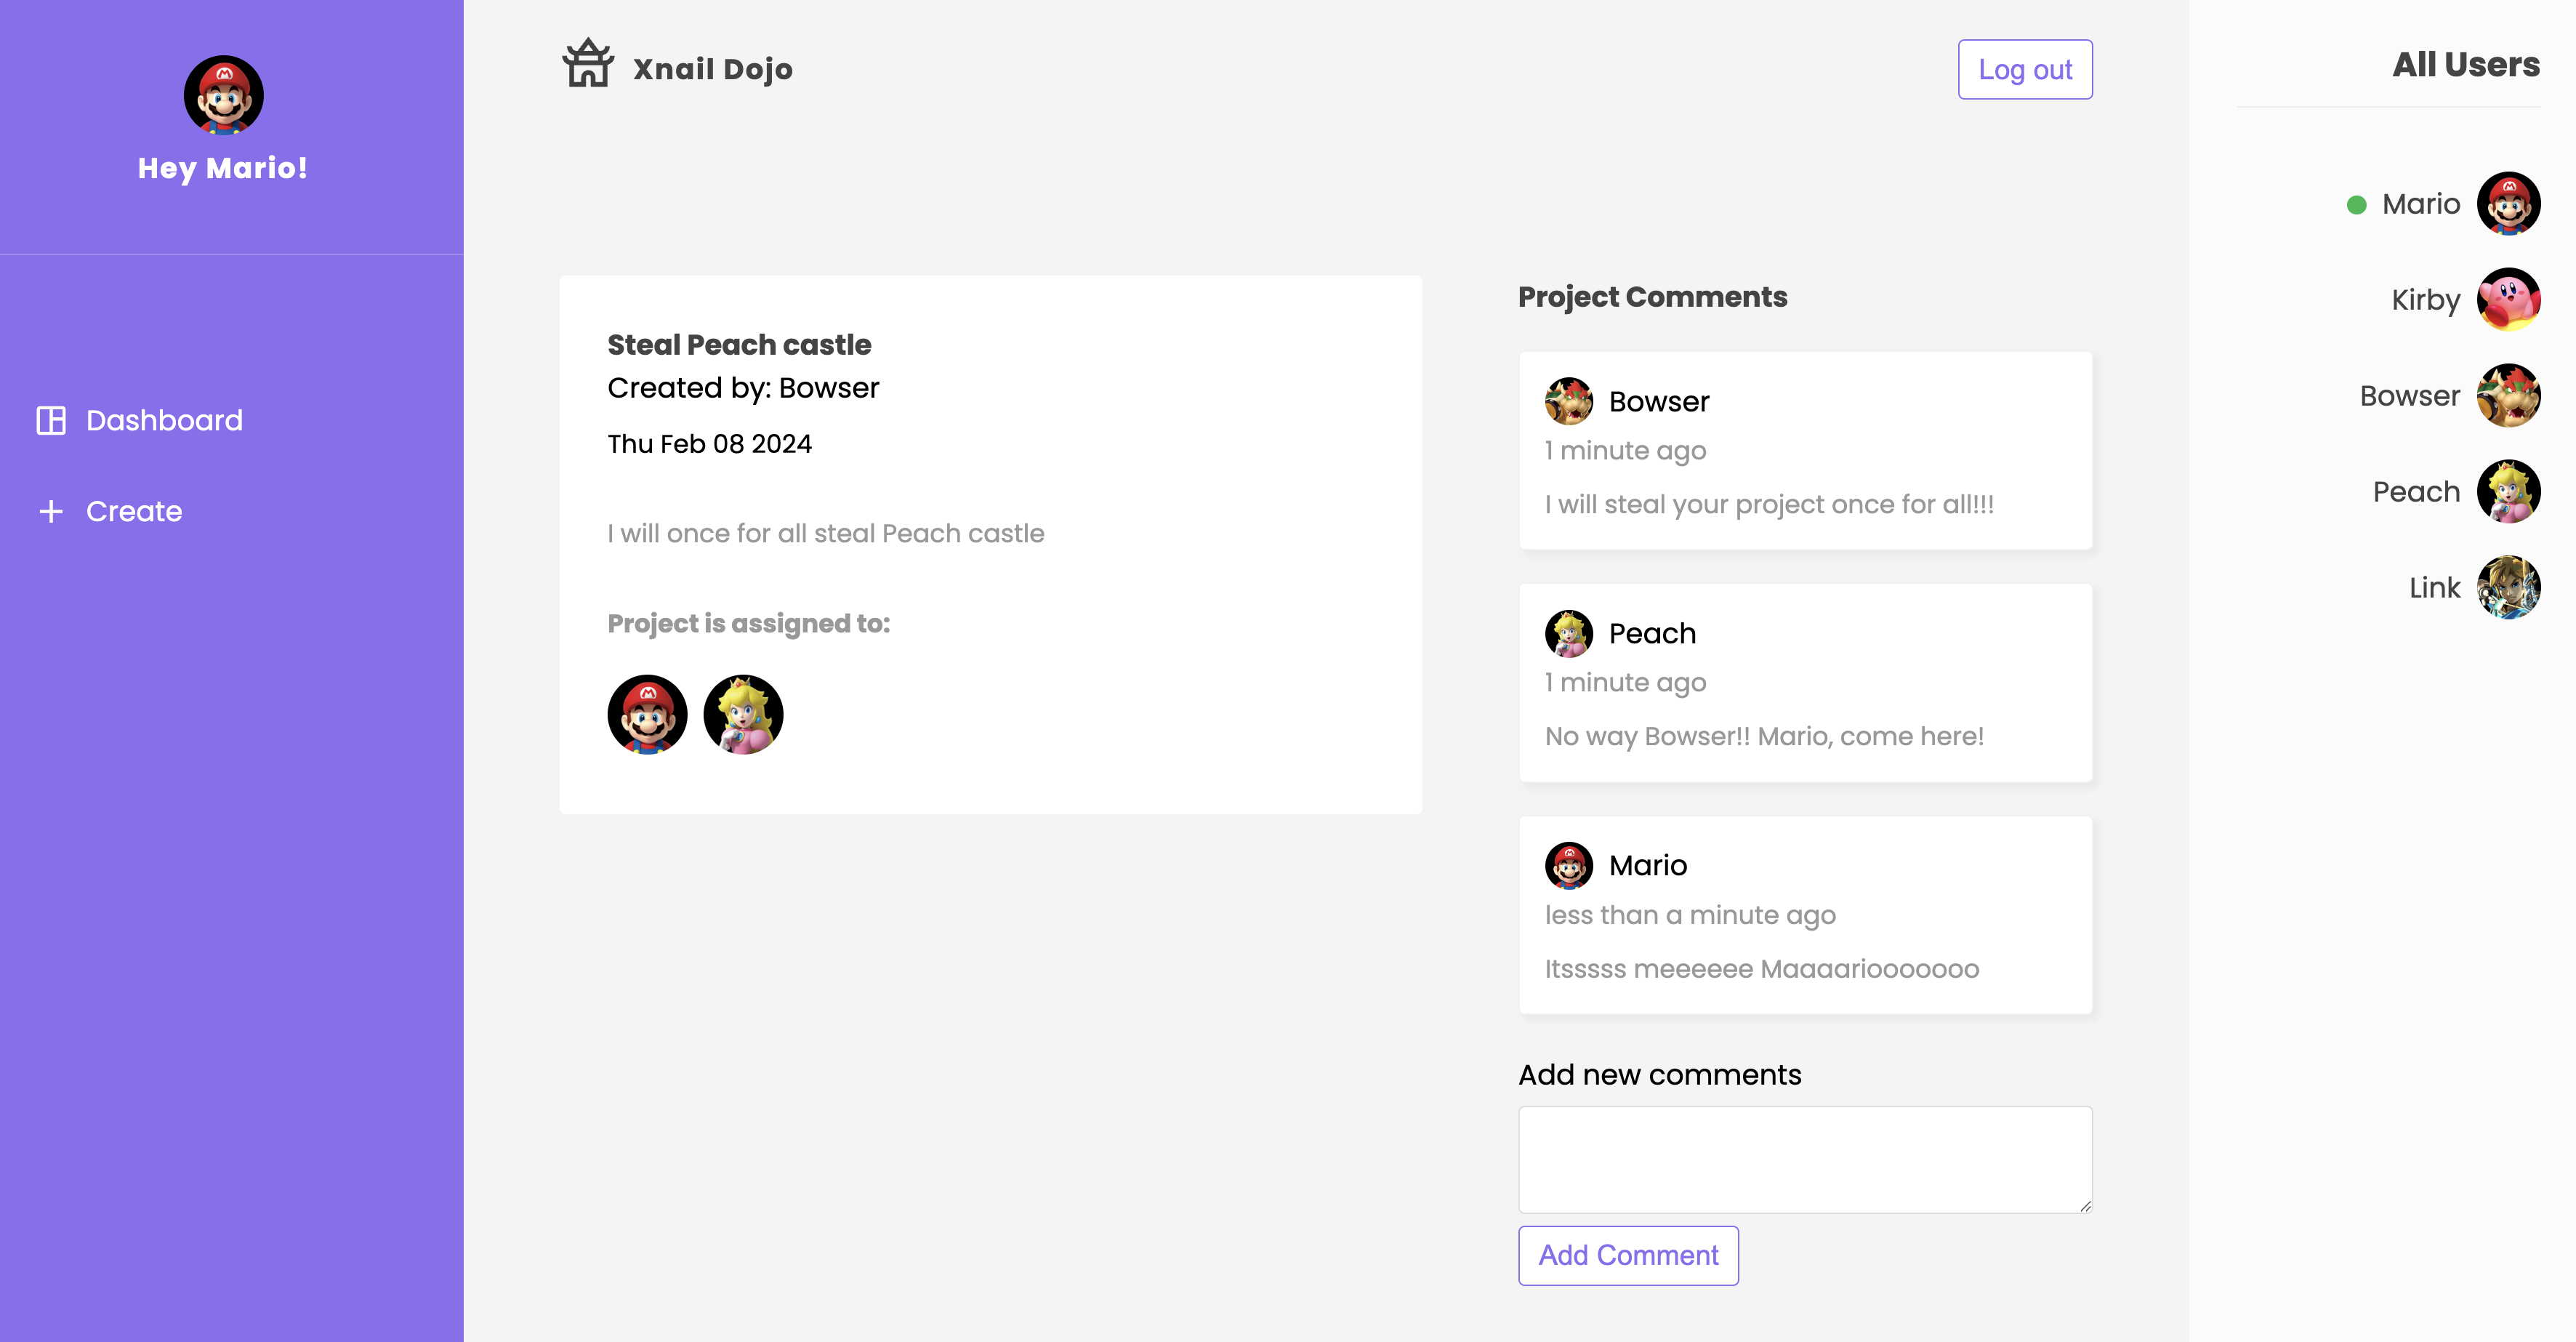 Hey Mario!
Dashboard
Create
Xnail Dojo
Log out
Steal Peach castle
Created by: Bowser
Thu Feb 08 2024
I will once for all steal Peach castle
Project is assigned to:
Project Comments
Bowser
1 minute ago
I will steal your project once for all!!!
Peach
1 minute ago
No way Bowser!! Mario, come here!
Mario
less than a minute ago
Itsssss meeeeee Maaaariooooooo
Add new comments
Add Comment
All Users
Mario
Kirby
Bowser
Peach
Link